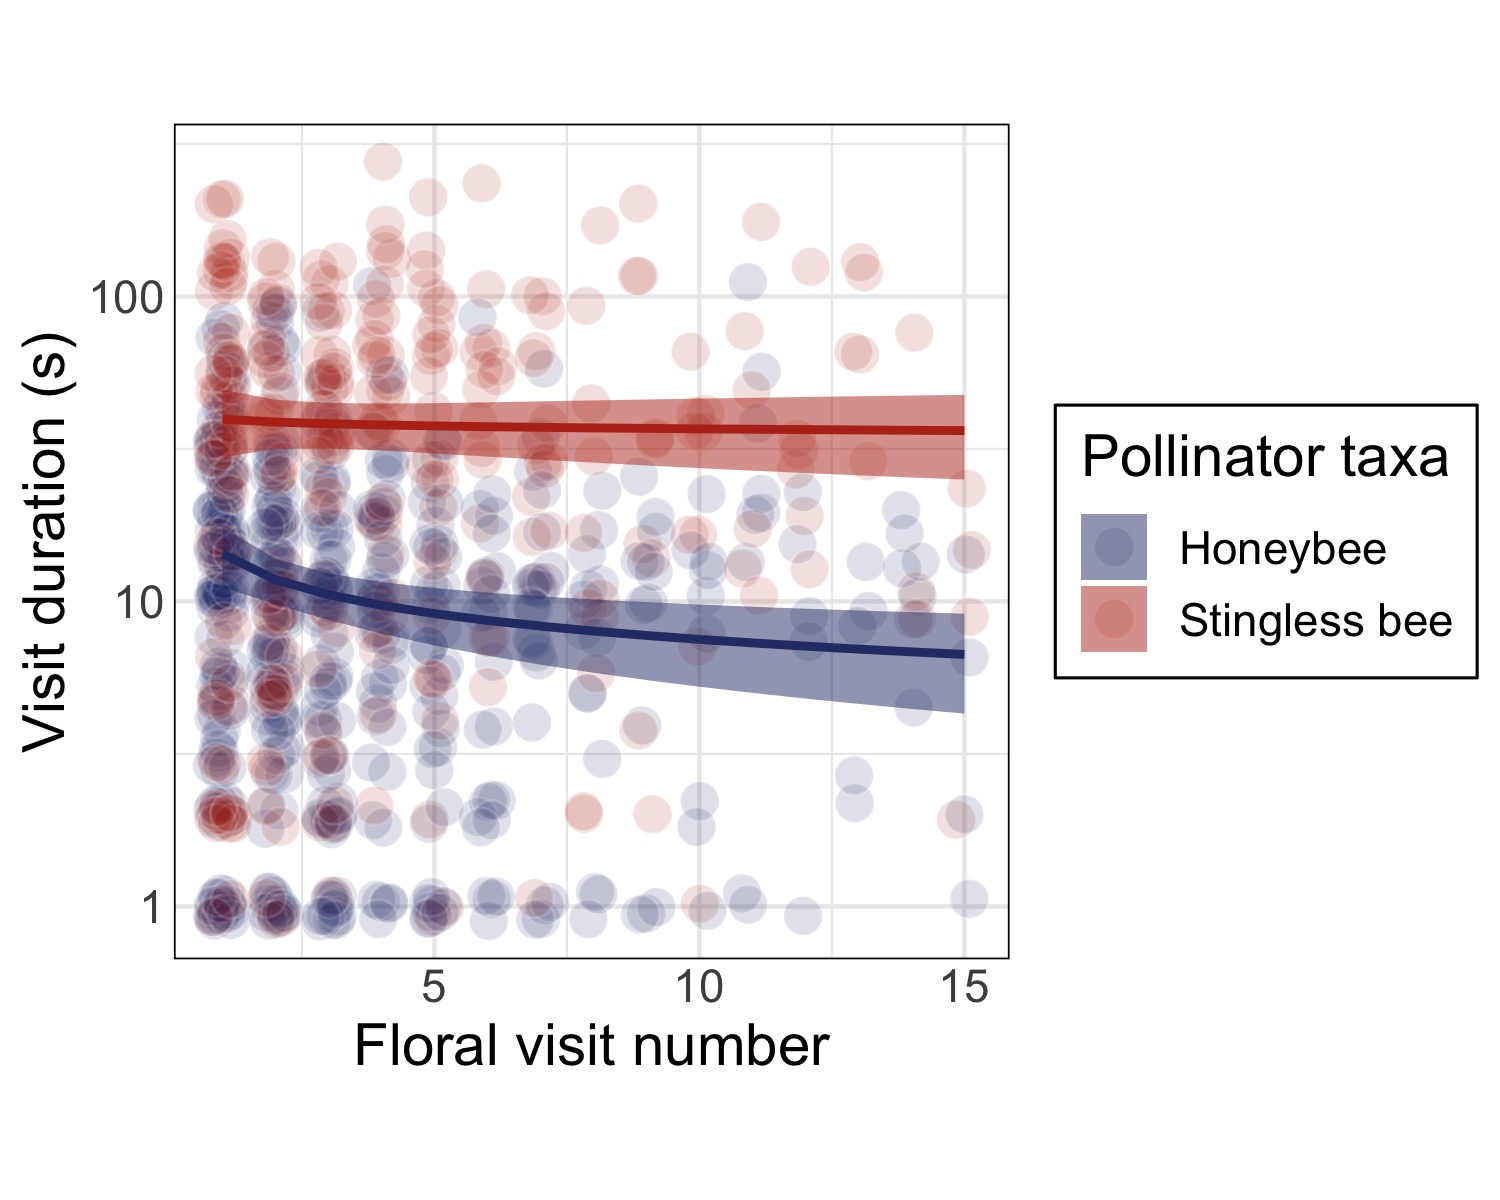 Visit duration (s)
100
10
1
5 10 15
Floral visit number
Pollinator taxa
Honeybee
Stingless bee